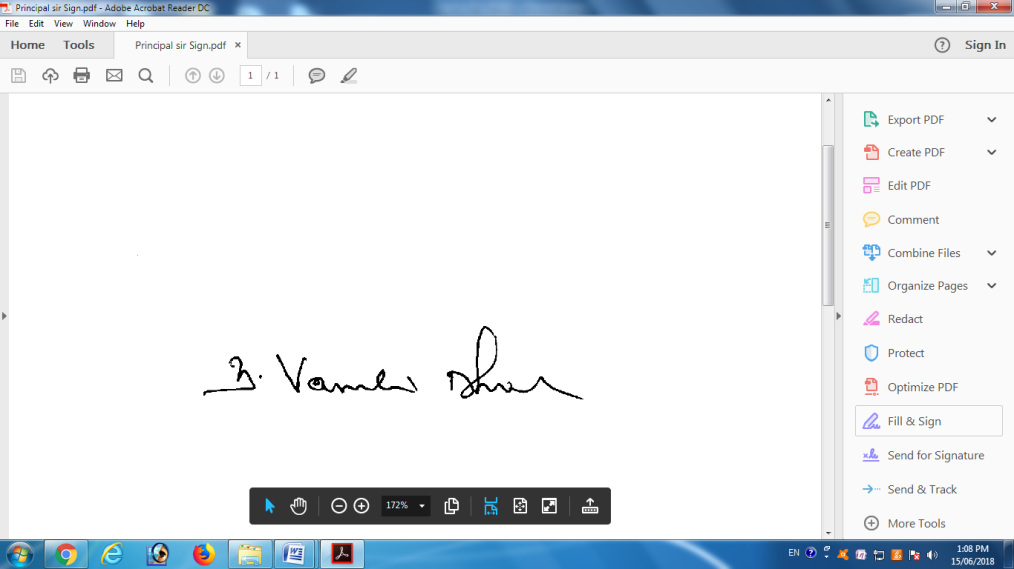 Principal sir Sign.pdf - Adobe Acrobat Reader DC
File Edit View Window Help
Home Tools Principal sir Sign.pdf × Sign In
1 / 1
Export PDF
Create PDF
Edit PDF
Comment
Combine Files
Organize Pages
Redact
Protect
Optimize PDF
Fill & Sign
Send for Signature
Send & Track
More Tools
172%
EN
1:08 PM
15/06/2018